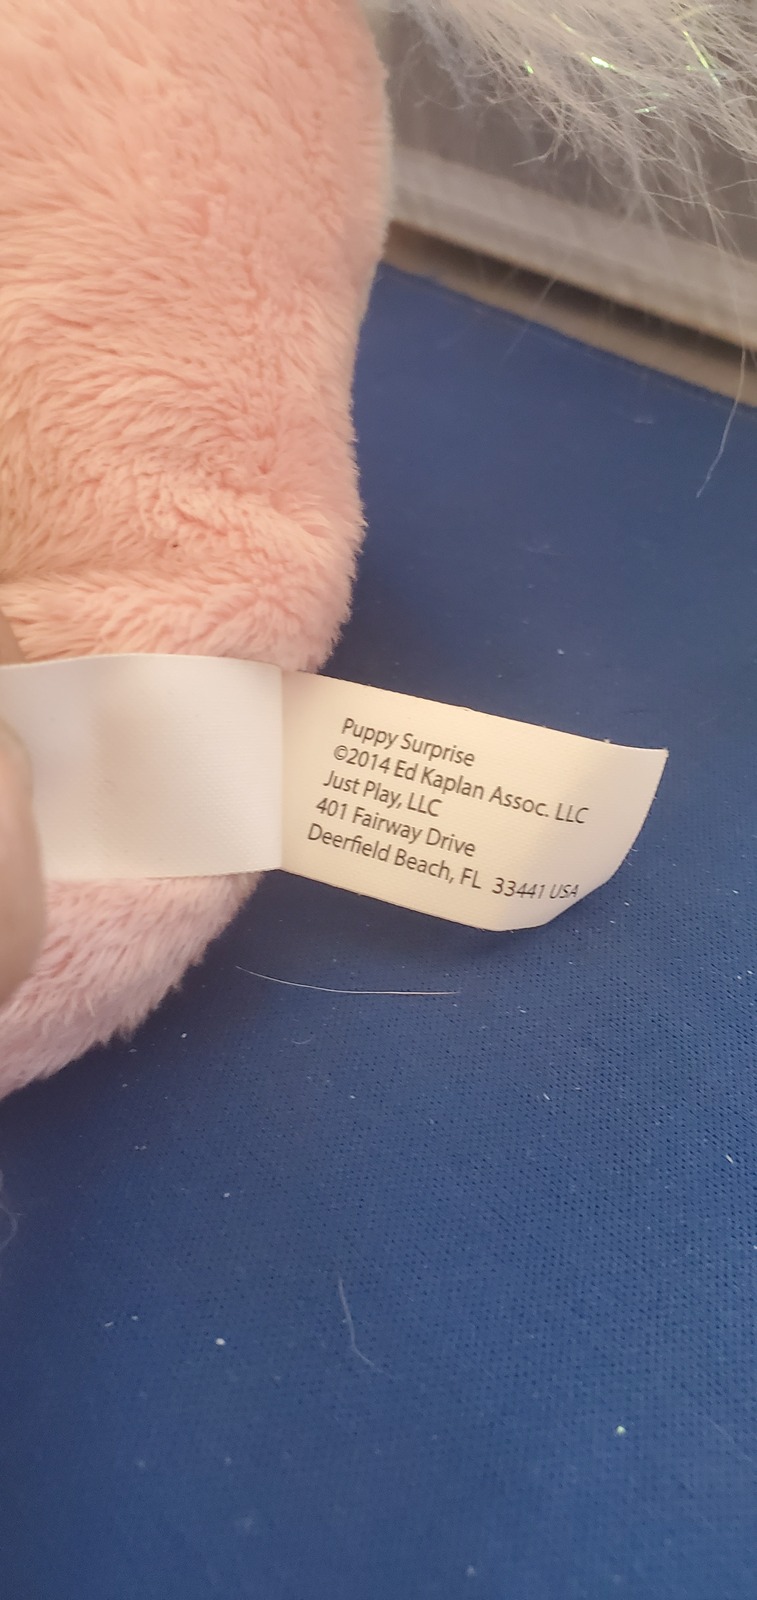 Puppy Surprise
©2014 Ed Kaplan Assoc. LLC
Just Play, LLC
401 Fairway Drive
Deerfield Beach, FL 33441 USA